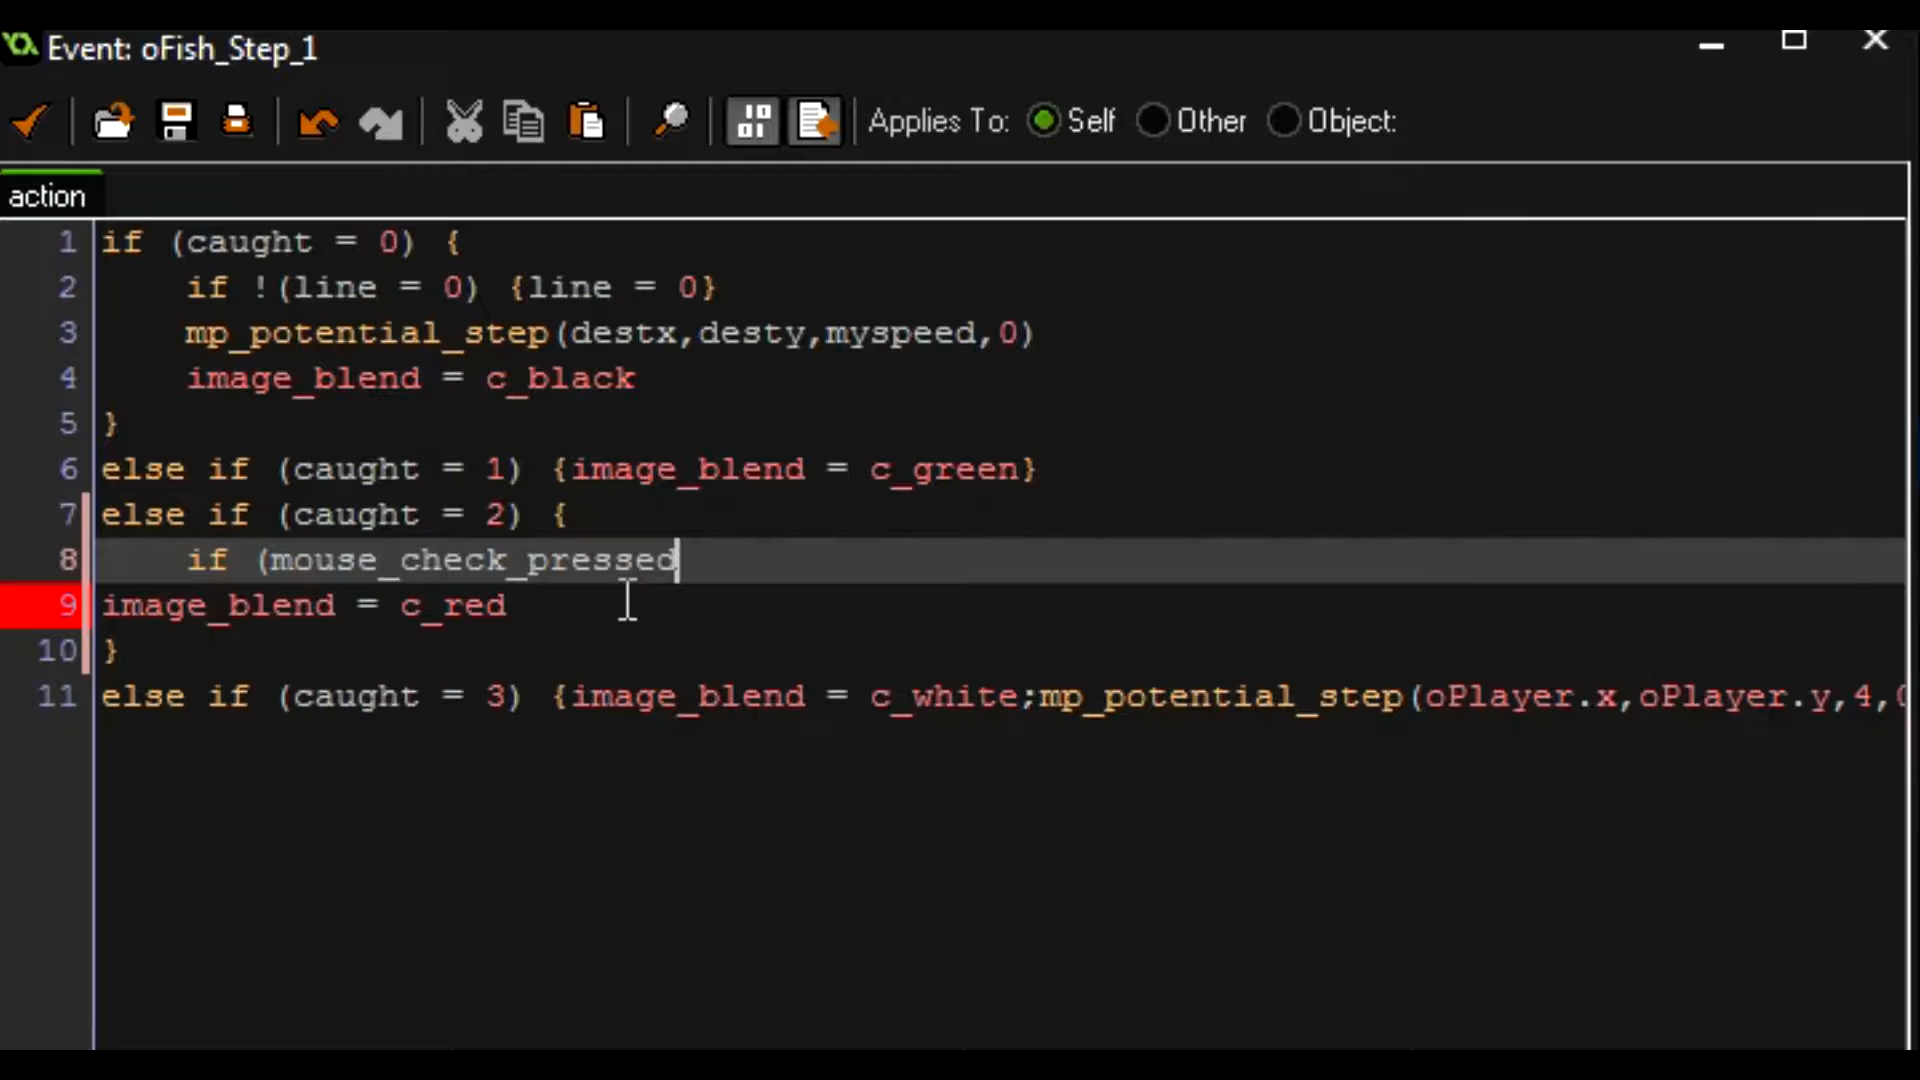 Event: oFish_Step_1
Applies To: Self Other Object:
action
1 if (caught = 0) {
2 if !(line = 0) {line = 0}
3 mp_potential_step(destx,desty,myspeed,0)
4 image_blend = c_black
5 }
6 else if (caught = 1) {image_blend = c_green}
7 else if (caught = 2) {
8 if (mouse_check_pressed
9 image_blend = c_red
10 }
11 else if (caught = 3) {image_blend = c_white;mp_potential_step(oPlayer.x,oPlayer.y,4,0